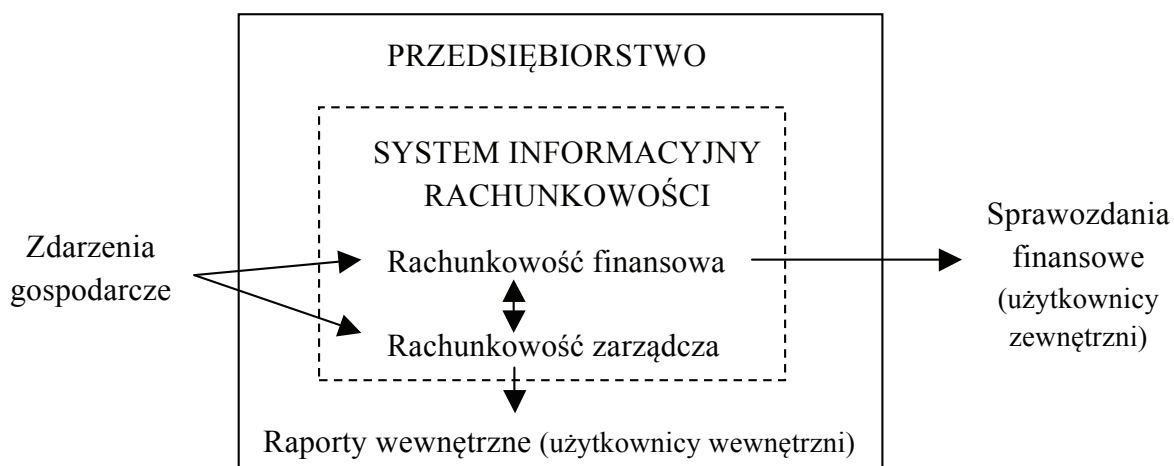 PRZEDSIĘBIORSTWO
SYSTEM INFORMACYJNY
RACHUNKOWOŚCI
Zdarzenia
gospodarcze
Rachunkowość finansowa
Rachunkowość zarządcza
Raporty wewnętrzne (użytkownicy wewnętrzni)
Sprawozdania
finansowe
(użytkownicy
zewnętrzni)